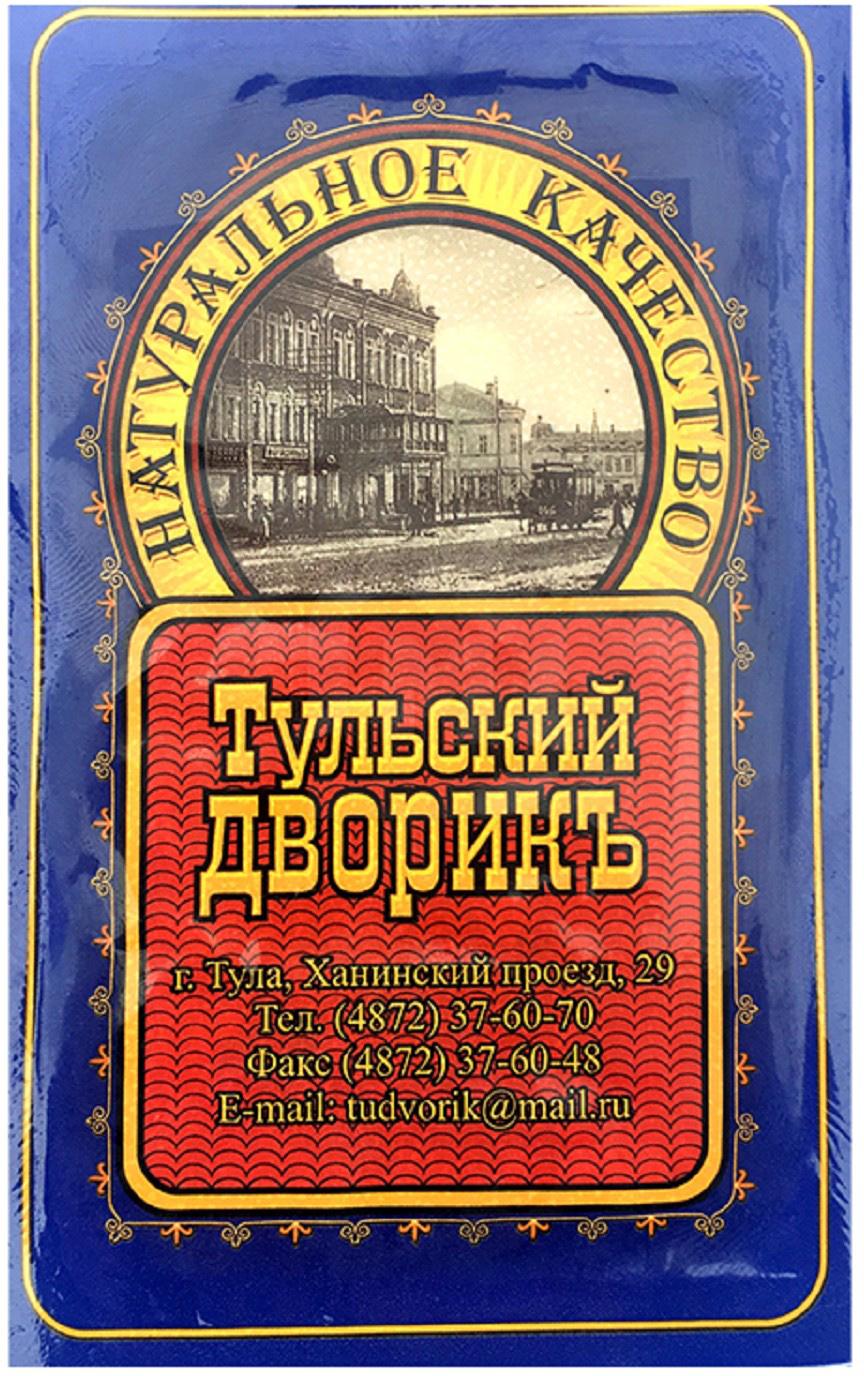 НАТУРАЛЬНОЕ КАЧЕСТВО
Тульский
дворикъ
г. Тула, Ханинский проезд, 29
Тел. (4872) 37-60-70
Факс (4872) 37-60-48
E-mail: tudvorik@mail.ru